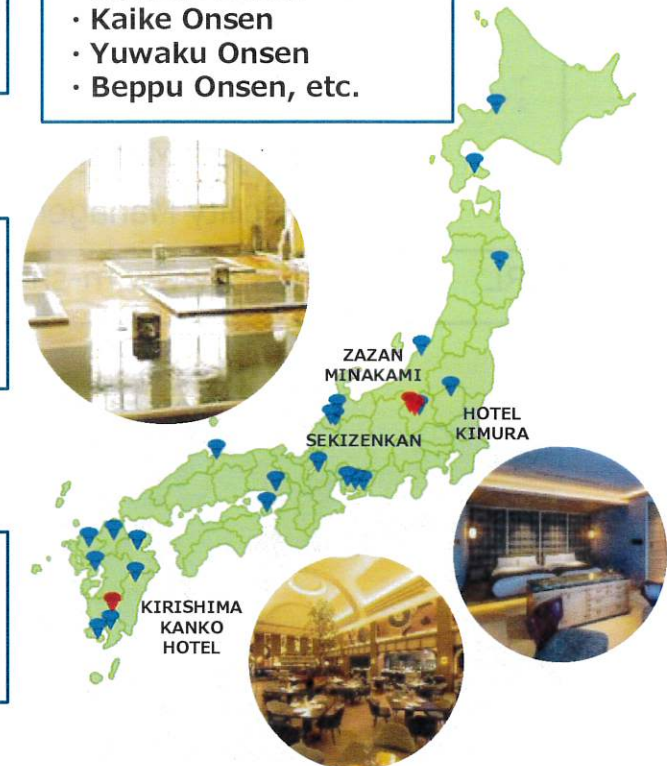 · Kaike Onsen
· Yuwaku Onsen
· Beppu Onsen, etc.
ZAZAN
MINAKAMI
SEKIZENKAN
HOTEL
KIMURA
KIRISHIMA
KANKO
HOTEL